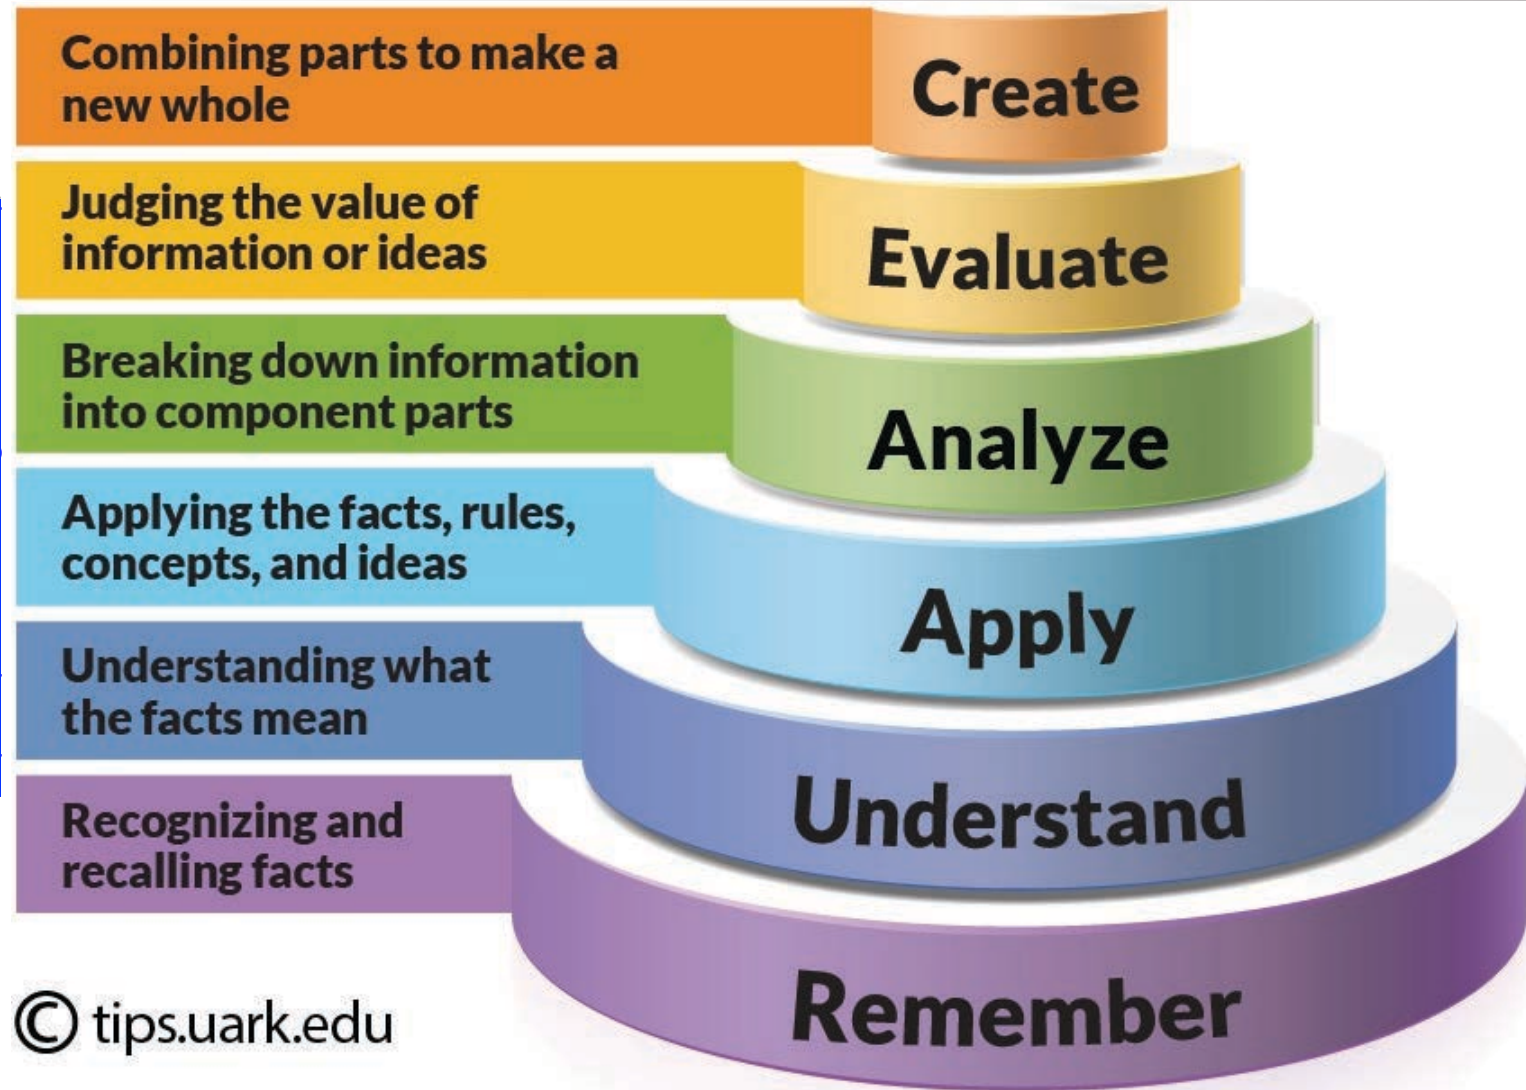 Combining parts to make a
new whole
Create
Judging the value of
information or ideas
Evaluate
Breaking down information
into component parts
Analyze
Applying the facts, rules,
concepts, and ideas
Apply
Understanding what
the facts mean
Understand
Recognizing and
recalling facts
Remember
© tips.uark.edu